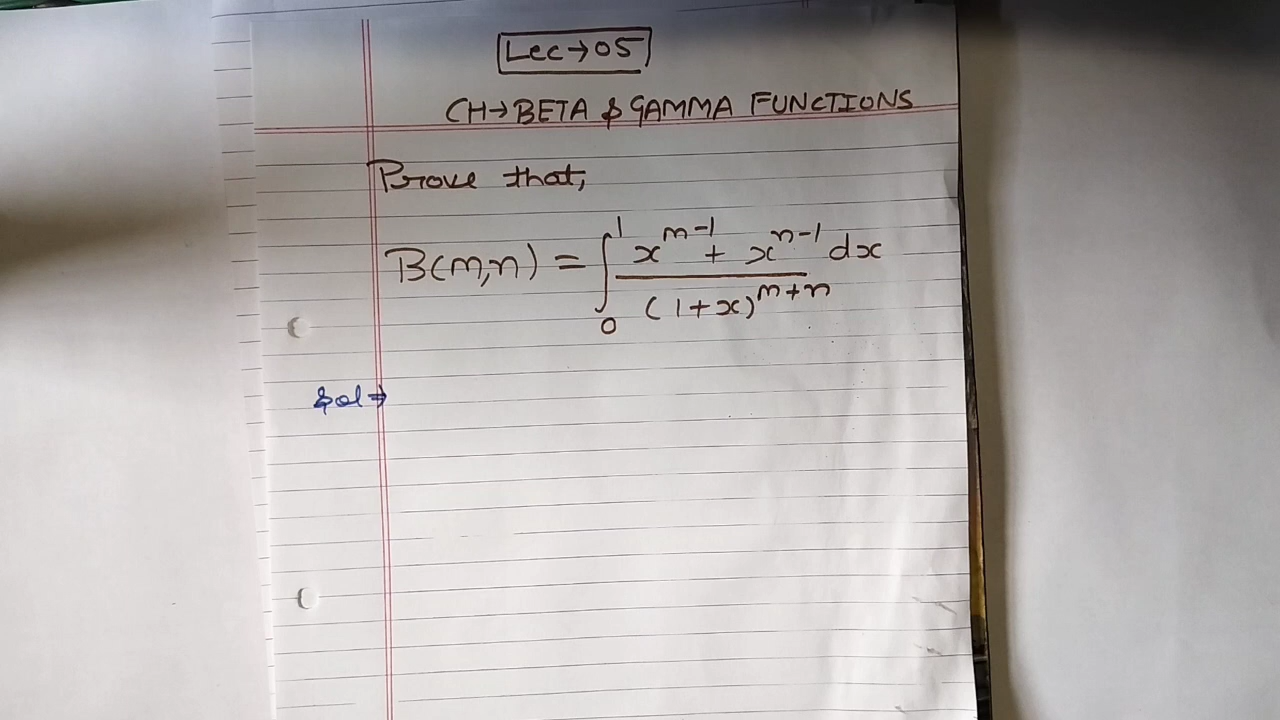 Lec→05
CH→BETA & GAMMA FUNCTIONS
Prove that,
B(m,n) = ∫₀¹ (x^{m-1} + x^{n-1})/(1+x)^{m+n} dx
Sol→